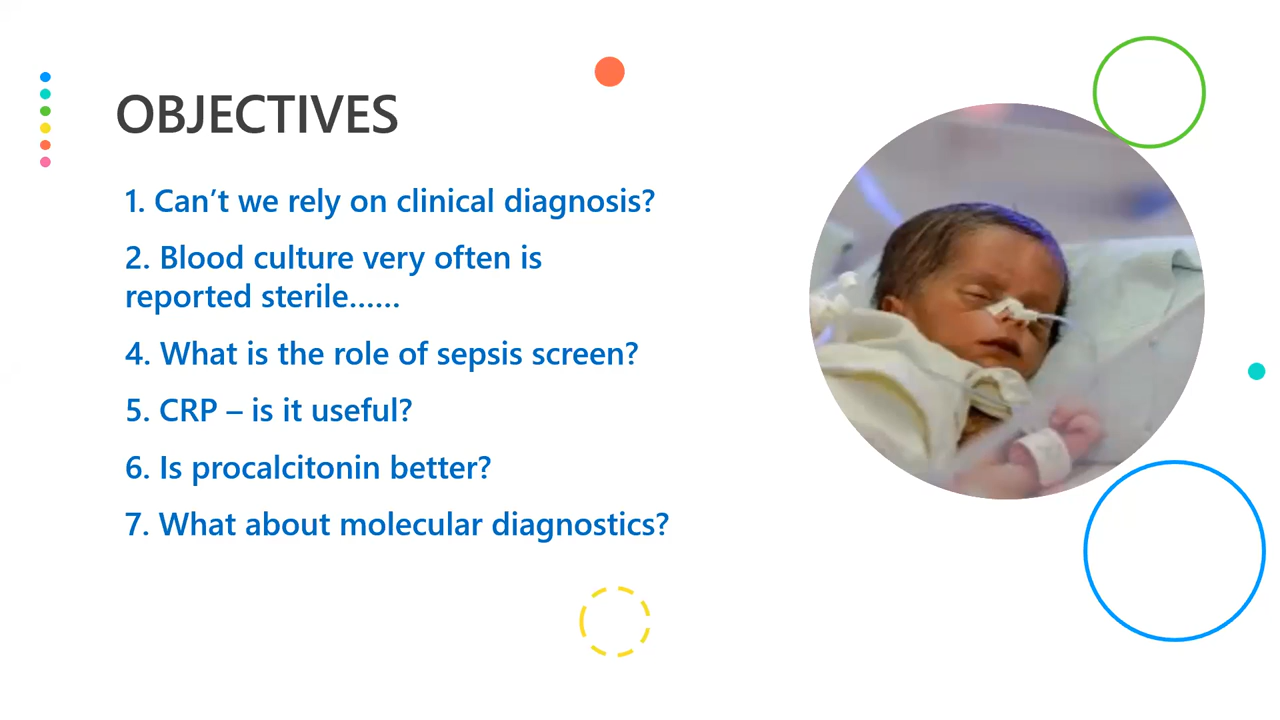 OBJECTIVES
1. Can’t we rely on clinical diagnosis?
2. Blood culture very often is
reported sterile......
4. What is the role of sepsis screen?
5. CRP – is it useful?
6. Is procalcitonin better?
7. What about molecular diagnostics?